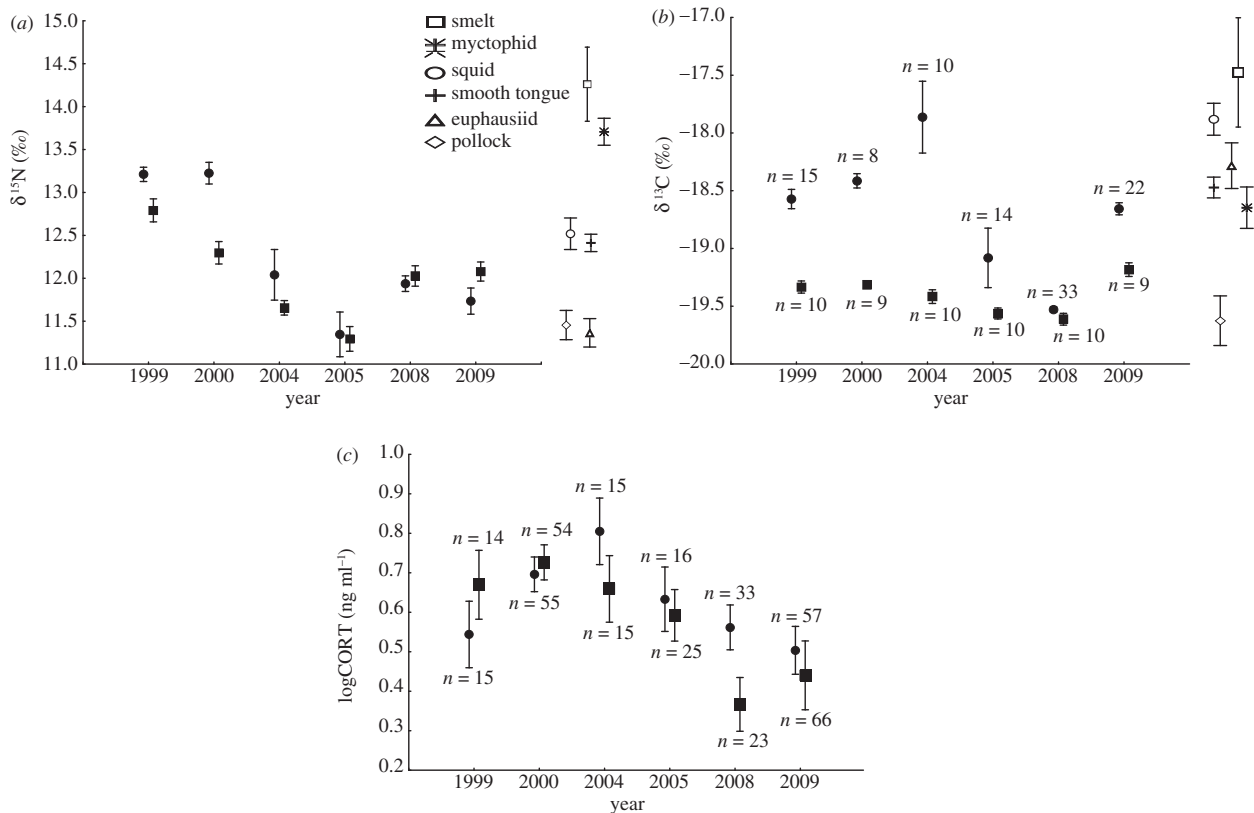 (a)
15.0
14.5
14.0
13.5
13.0
12.5
12.0
11.5
11.0
δ ¹⁵N (‰)
1999 2000 2004 2005 2008 2009
year
smelt
myctophid
squid
smooth tongue
euphausiid
pollock
(b)
−17.0
−17.5
−18.0
−18.5
−19.0
−19.5
−20.0
δ ¹³C (‰)
n = 10
n = 8
n = 15
n = 22
n = 14
n = 33
n = 9
n = 10
n = 9
n = 10
n = 10
n = 10
1999 2000 2004 2005 2008 2009
year
(c)
1.0
0.9
0.8
0.7
0.6
0.5
0.4
0.3
0.2
logCORT (ng ml⁻¹)
n = 15
n = 14
n = 54
n = 16
n = 33
n = 57
n = 55
n = 15
n = 25
n = 15
n = 66
n = 23
1999 2000 2004 2005 2008 2009
year